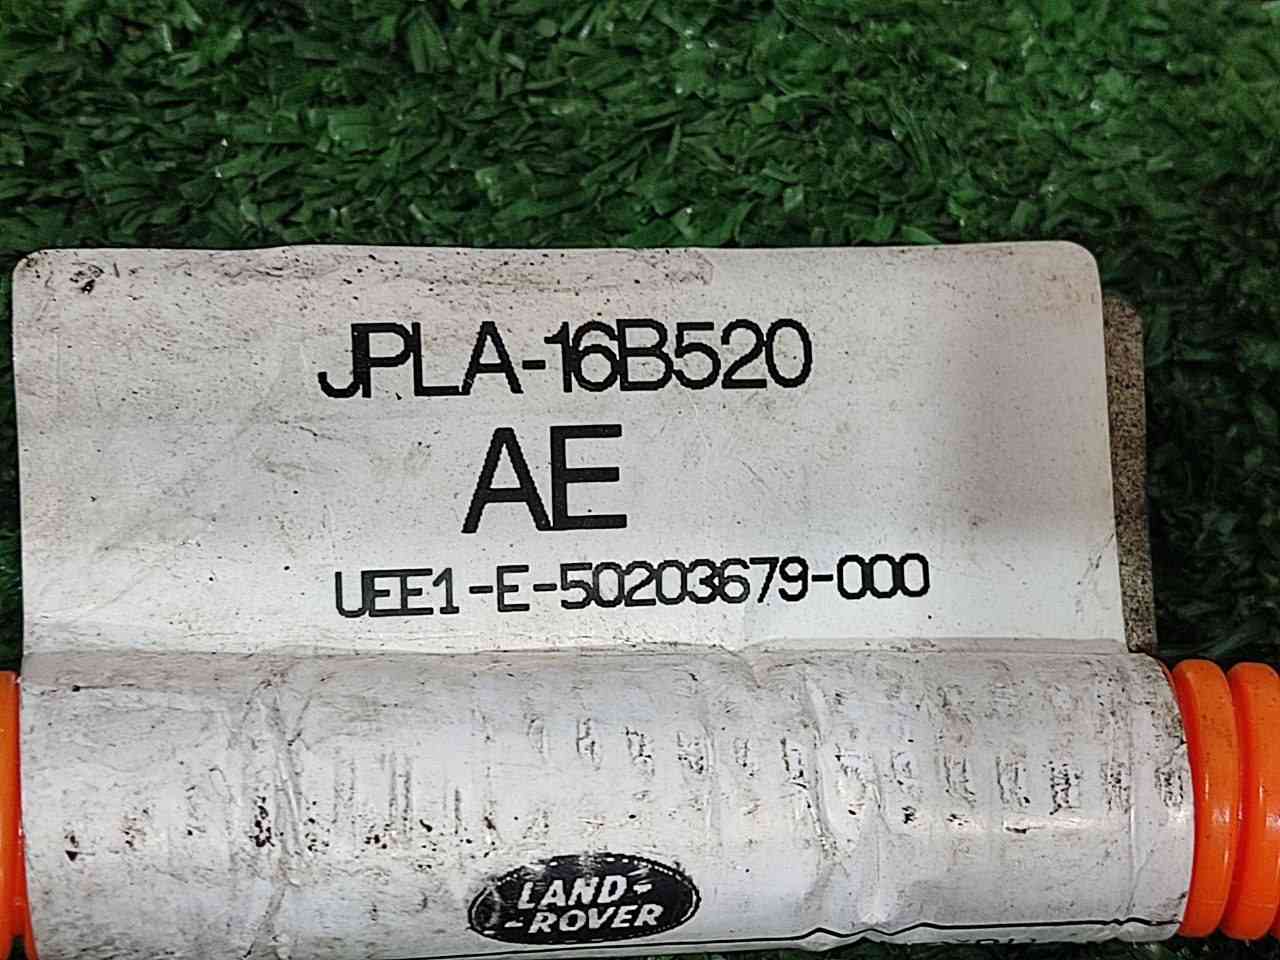 JPLA-16B520
AE
UEE1-E-50203679-000
LAND-
-ROVER